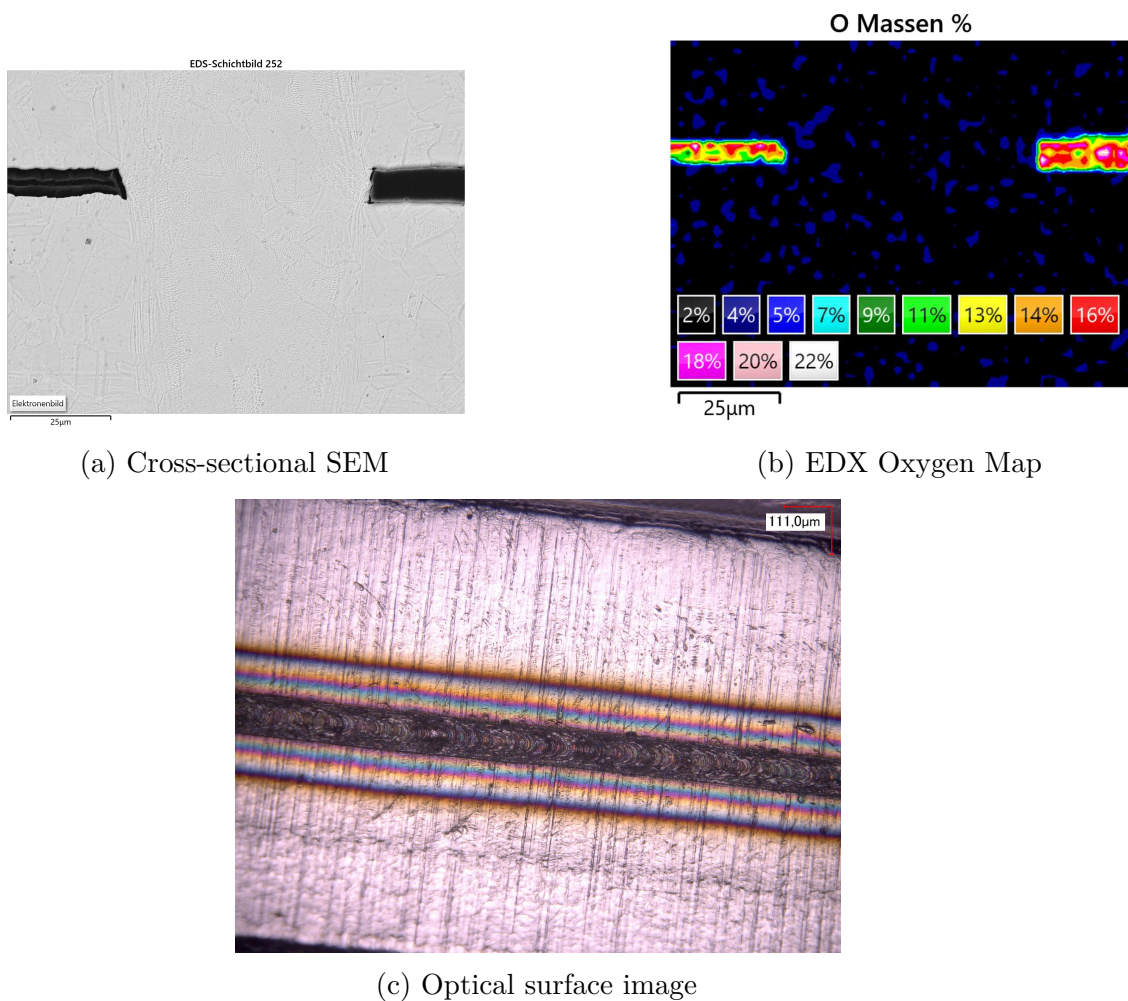 EDS-Schichtbild 252
Elektronenbild
25µm
(a) Cross-sectional SEM
O Massen %
2% 4% 5% 7% 9% 11% 13% 14% 16%
18% 20% 22%
25µm
(b) EDX Oxygen Map
111,0µm
(c) Optical surface image